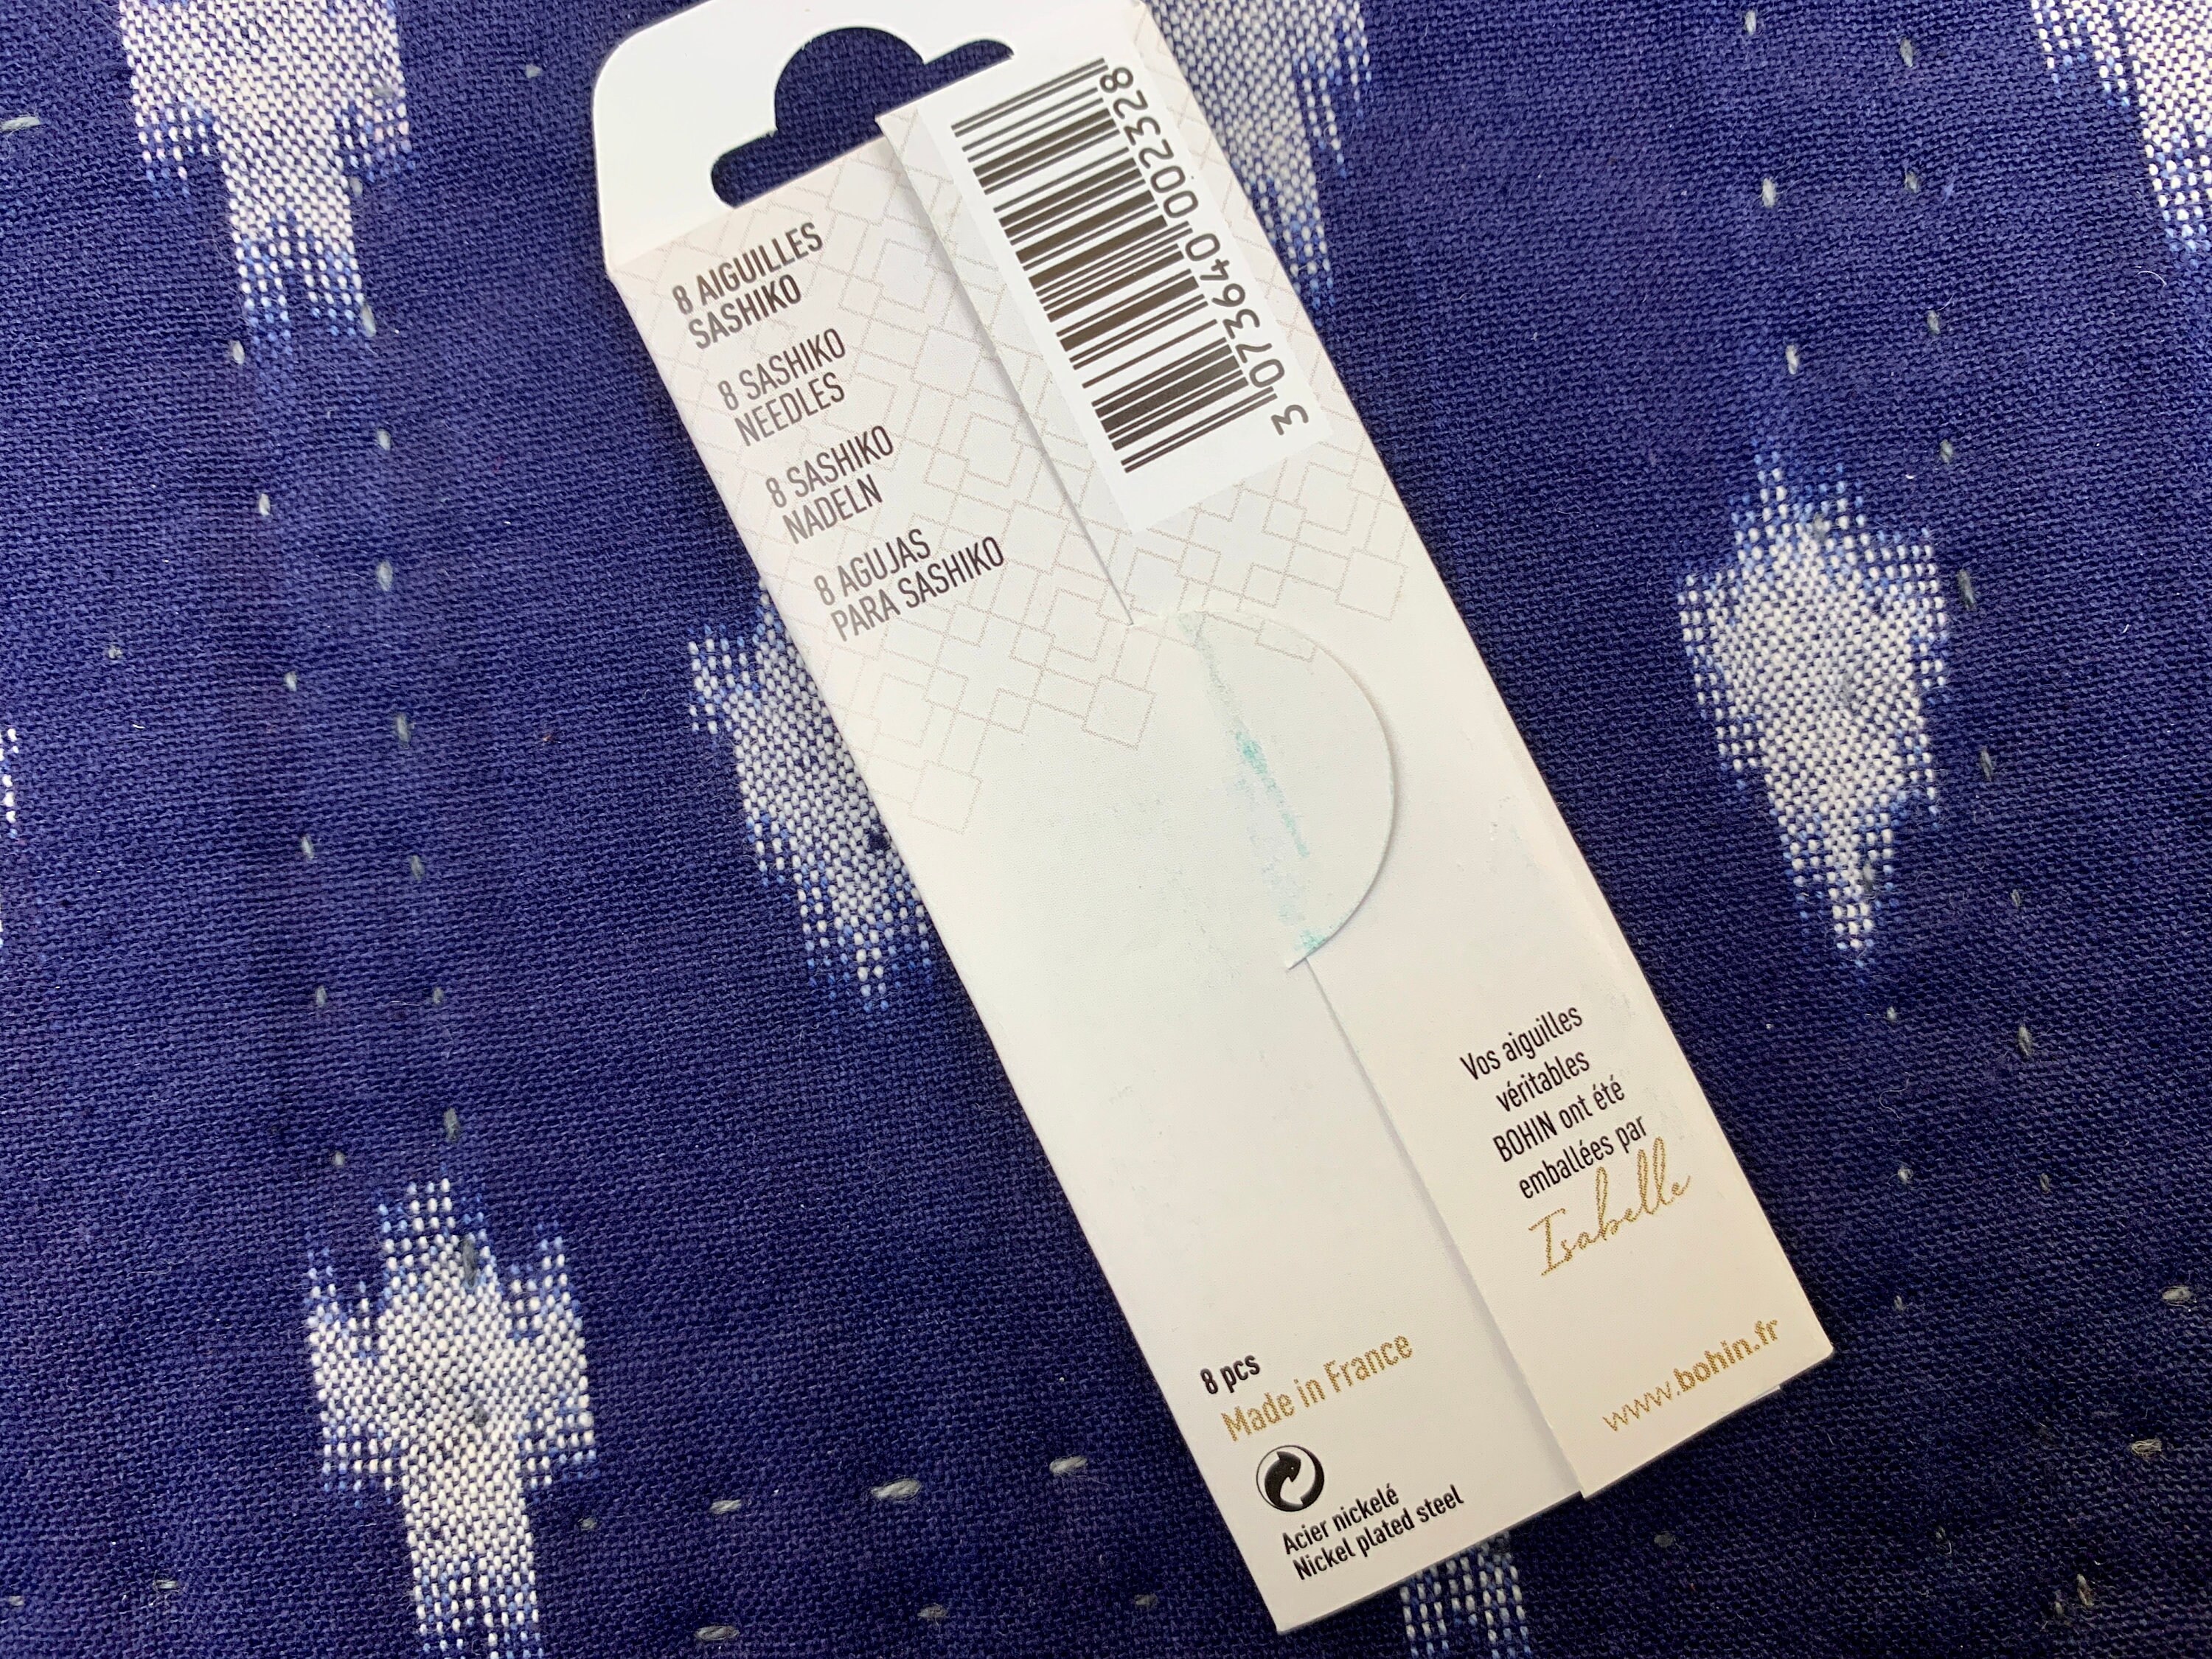 8 AIGUILLES
SASHIKO
8 SASHIKO
NEEDLES
8 SASHIKO
NADELN
8 AGUJAS
PARA SASHIKO
3 073640 002328
Vos aiguilles
véritables
BOHIN ont été
emballées par
Isabelle
8 pcs
Made in France
Acier nickelé
Nickel plated steel
www.bohin.fr